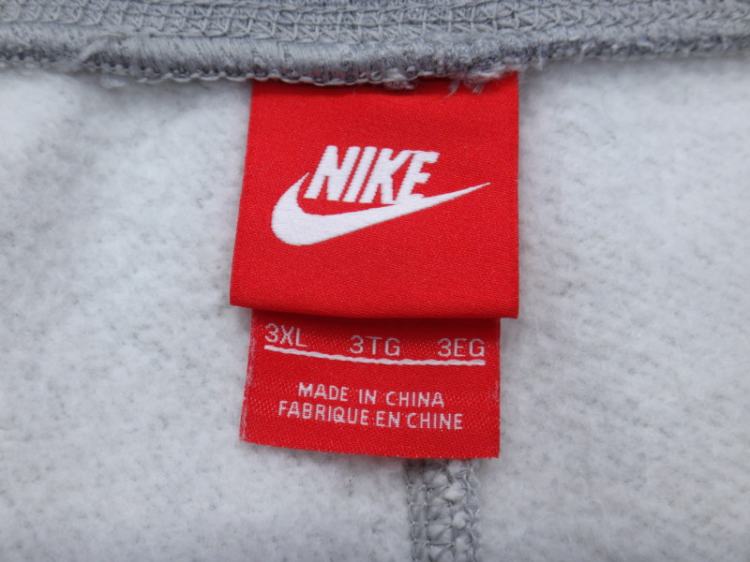 NIKE
3XL 3TG 3EG
MADE IN CHINA
FABRIQUE EN CHINE